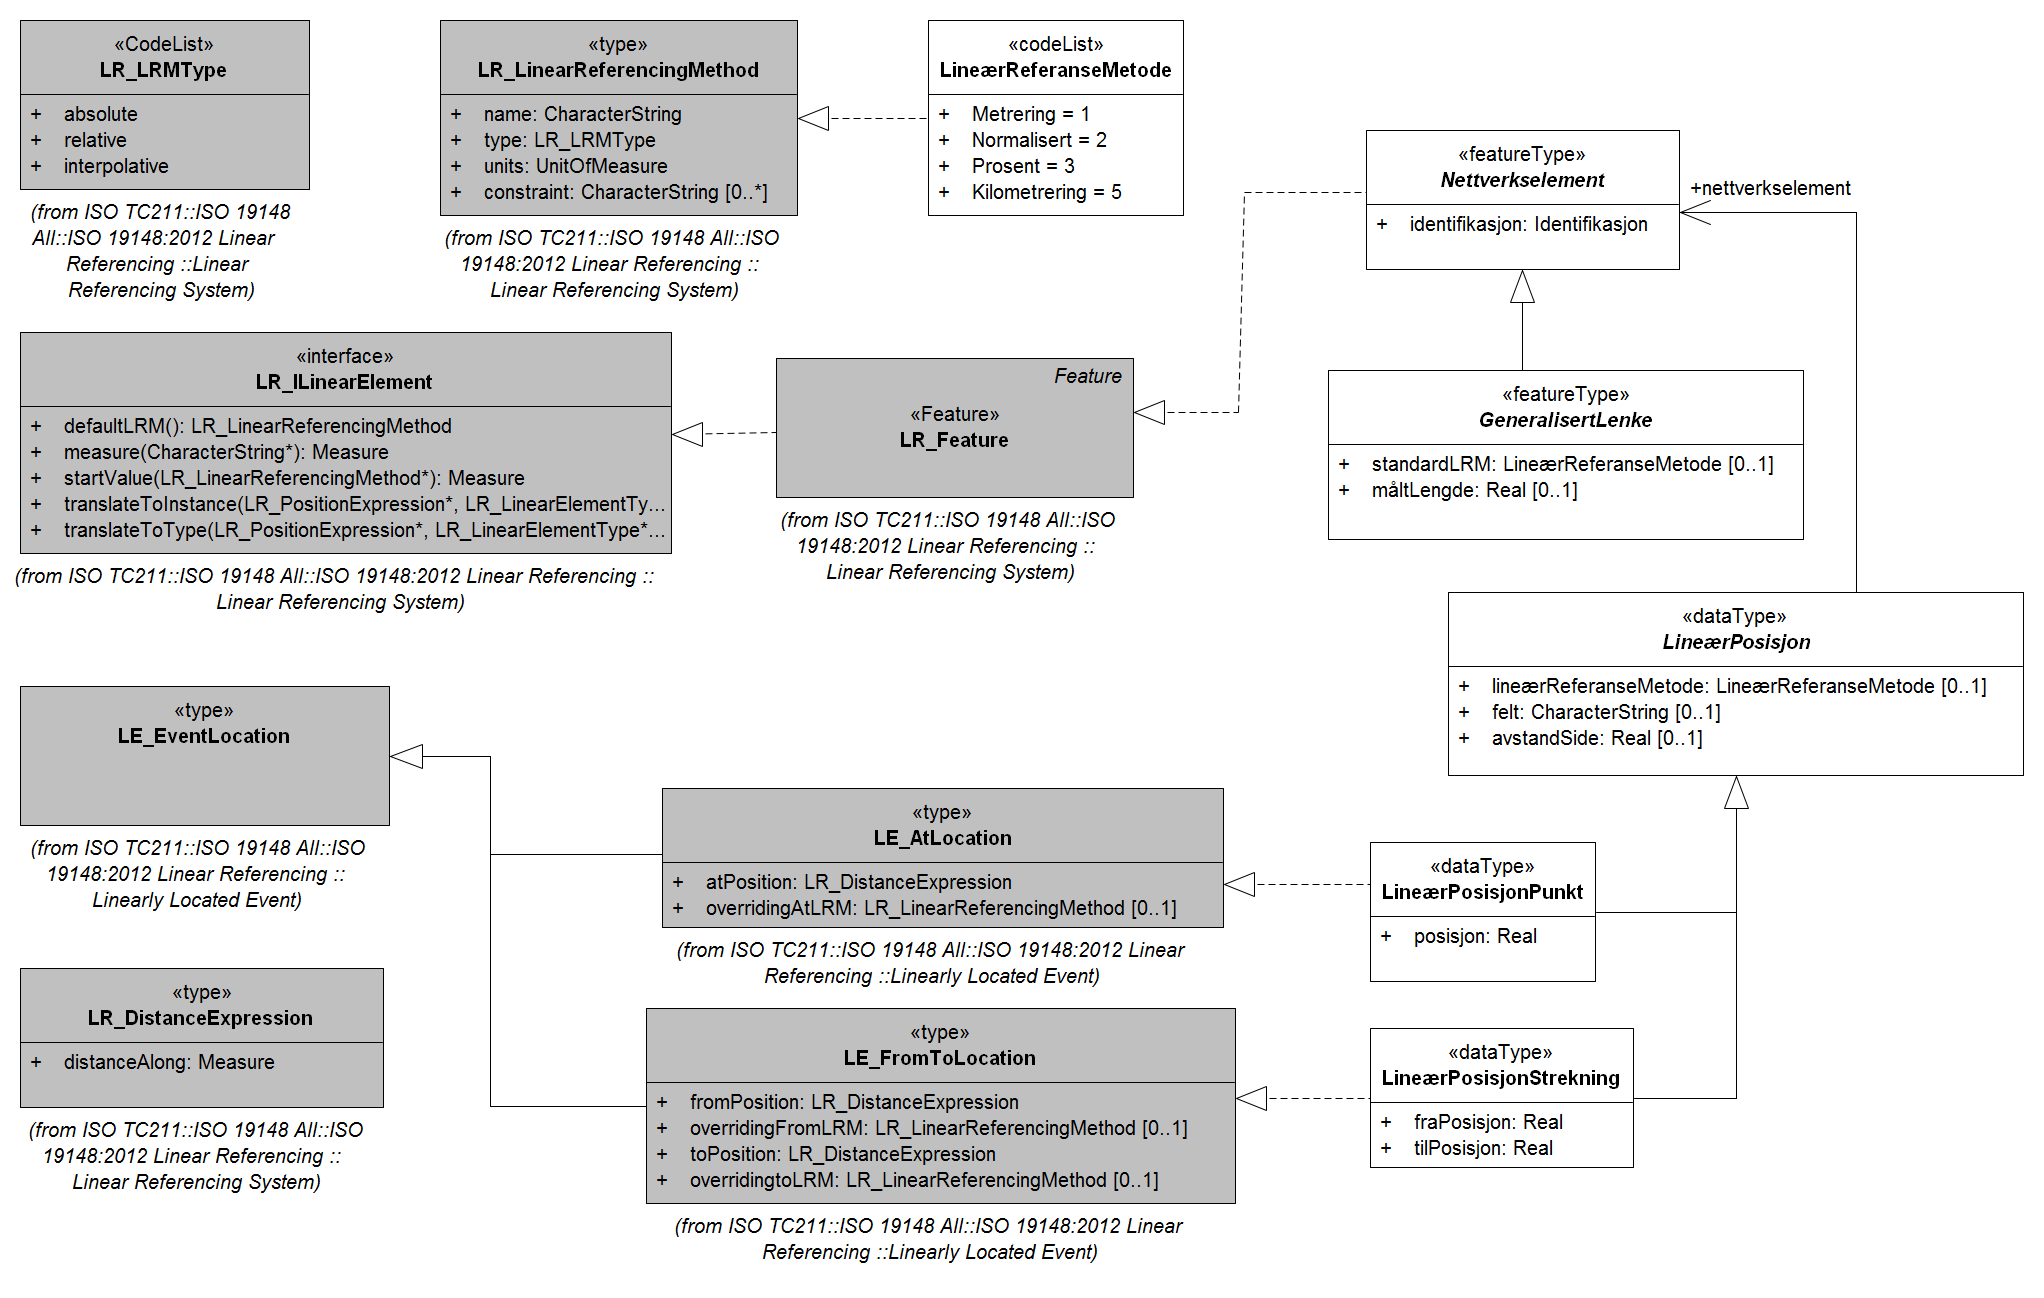 «CodeList»
LR_LRMType
+ absolute
+ relative
+ interpolative
(from ISO TC211::ISO 19148
All::ISO 19148:2012 Linear
Referencing ::Linear
Referencing System)
«type»
LR_LinearReferencingMethod
+ name: CharacterString
+ type: LR_LRMType
+ units: UnitOfMeasure
+ constraint: CharacterString [0..*]
(from ISO TC211::ISO 19148 All::ISO
19148:2012 Linear Referencing ::
Linear Referencing System)
«codeList»
LineærReferanseMetode
+ Metrering = 1
+ Normalisert = 2
+ Prosent = 3
+ Kilometrering = 5
«featureType»
Nettverkselement
+ identifikasjon: Identifikasjon
+nettverkselement
«interface»
LR_ILinearElement
+ defaultLRM(): LR_LinearReferencingMethod
+ measure(CharacterString*): Measure
+ startValue(LR_LinearReferencingMethod*): Measure
+ translateToInstance(LR_PositionExpression*, LR_LinearElementTy...
+ translateToType(LR_PositionExpression*, LR_LinearElementType*...
(from ISO TC211::ISO 19148 All::ISO 19148:2012 Linear Referencing ::
Linear Referencing System)
Feature
«Feature»
LR_Feature
(from ISO TC211::ISO 19148 All::ISO
19148:2012 Linear Referencing ::
Linear Referencing System)
«featureType»
GeneralisertLenke
+ standardLRM: LineærReferanseMetode [0..1]
+ måltLengde: Real [0..1]
«dataType»
LineærPosisjon
+ lineærReferanseMetode: LineærReferanseMetode [0..1]
+ felt: CharacterString [0..1]
+ avstandSide: Real [0..1]
«type»
LE_EventLocation
(from ISO TC211::ISO 19148 All::ISO
19148:2012 Linear Referencing ::
Linearly Located Event)
«type»
LE_AtLocation
+ atPosition: LR_DistanceExpression
+ overridingAtLRM: LR_LinearReferencingMethod [0..1]
(from ISO TC211::ISO 19148 All::ISO 19148:2012 Linear
Referencing ::Linearly Located Event)
«dataType»
LineærPosisjonPunkt
+ posisjon: Real
«type»
LR_DistanceExpression
+ distanceAlong: Measure
(from ISO TC211::ISO 19148 All::ISO
19148:2012 Linear Referencing ::
Linear Referencing System)
«type»
LE_FromToLocation
+ fromPosition: LR_DistanceExpression
+ overridingFromLRM: LR_LinearReferencingMethod [0..1]
+ toPosition: LR_DistanceExpression
+ overridingtoLRM: LR_LinearReferencingMethod [0..1]
(from ISO TC211::ISO 19148 All::ISO 19148:2012 Linear
Referencing ::Linearly Located Event)
«dataType»
LineærPosisjonStrekning
+ fraPosisjon: Real
+ tilPosisjon: Real